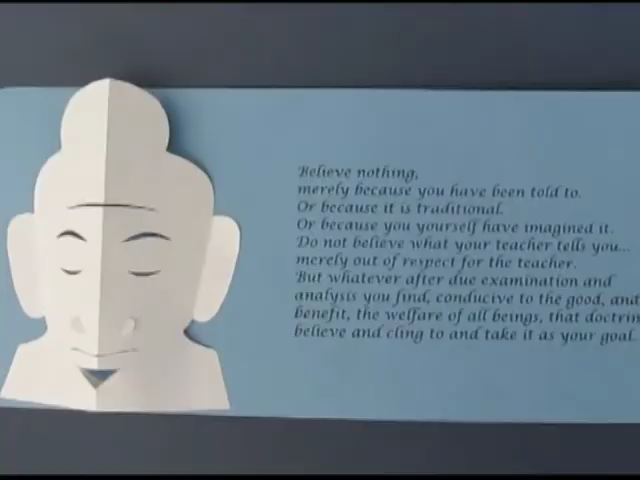 Believe nothing,
merely because you have been told to.
Or because it is traditional.
Or because you yourself have imagined it.
Do not believe what your teacher tells you...
merely out of respect for the teacher.
But whatever after due examination and
analysis you find, conducive to the good, and
benefit, the welfare of all beings, that doctrin
believe and cling to and take it as your goal.